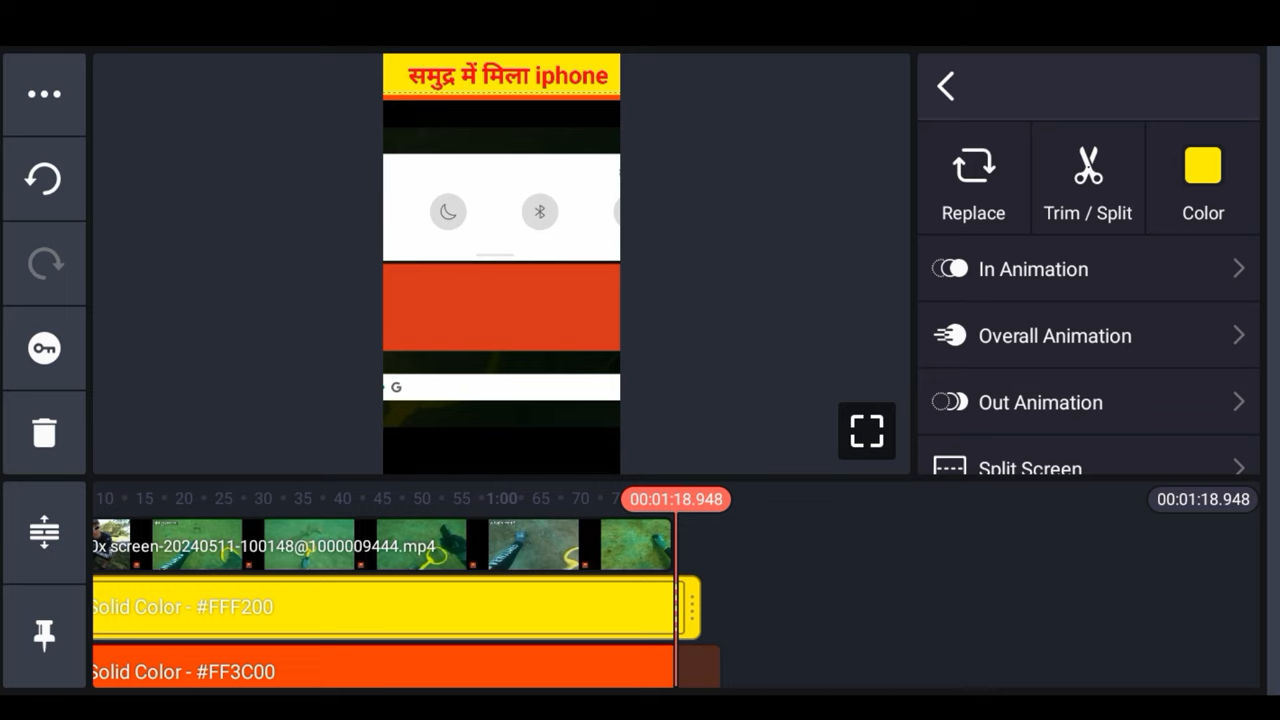 समुद्र में मिला iphone
G
Replace
Trim / Split
Color
In Animation
Overall Animation
Out Animation
Split Screen
10 15 20 25 30 35 40 45 50 55 1:00 65 70 7
00:01:18.948
00:01:18.948
0x screen-20240511-100148@1000009444.mp4
Solid Color - #FFF200
Solid Color - #FF3C00